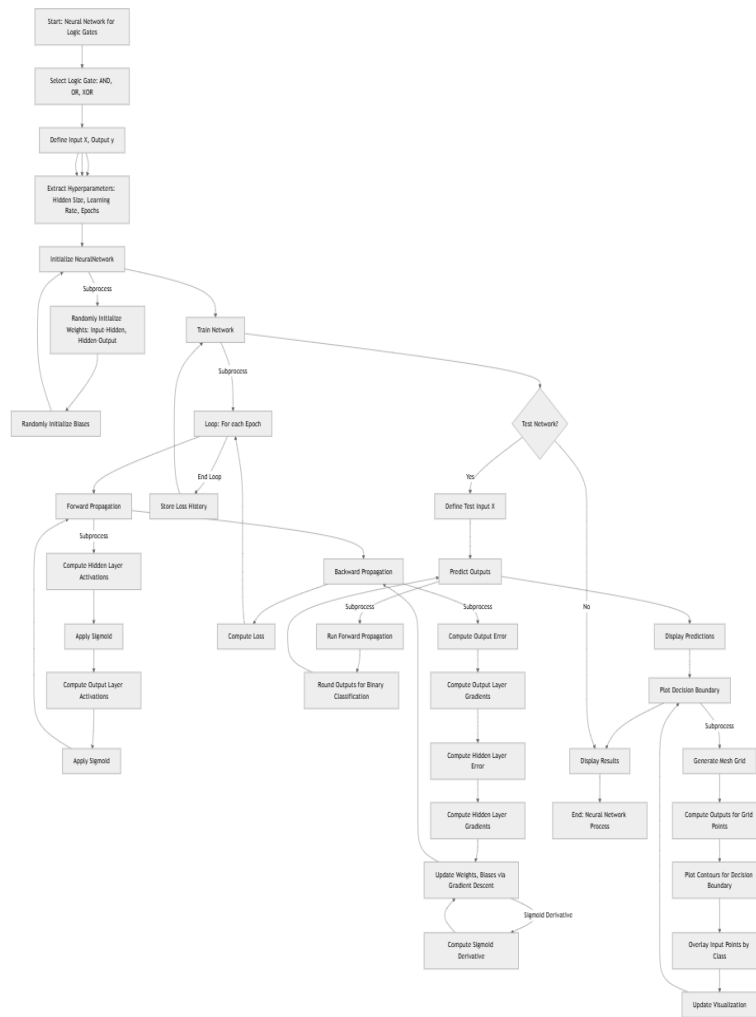 Start: Neural Network for
Logic Gates
Select Logic Gate: AND,
OR, XOR
Define Input X, Output y
Extract Hyperparameters:
Hidden Size, Learning
Rate, Epochs
Initialize NeuralNetwork
Subprocess
Randomly Initialize
Weights: Input-Hidden,
Hidden-Output
Train Network
Subprocess
Randomly Initialize Biases
Loop: For each Epoch
Test Network?
End Loop
Yes
Forward Propagation
Store Loss History
Define Test Input X
Subprocess
Compute Hidden Layer
Activations
Backward Propagation
Predict Outputs
Subprocess
Subprocess
No
Apply Sigmoid
Compute Loss
Run Forward Propagation
Compute Output Error
Display Predictions
Compute Output Layer
Activations
Round Outputs for Binary
Classification
Compute Output Layer
Gradients
Plot Decision Boundary
Subprocess
Apply Sigmoid
Compute Hidden Layer
Error
Display Results
Generate Mesh Grid
Compute Hidden Layer
Gradients
End: Neural Network
Process
Compute Outputs for Grid
Points
Update Weights, Biases via
Gradient Descent
Plot Contours for Decision
Boundary
Sigmoid Derivative
Compute Sigmoid
Derivative
Overlay Input Points by
Class
Update Visualization